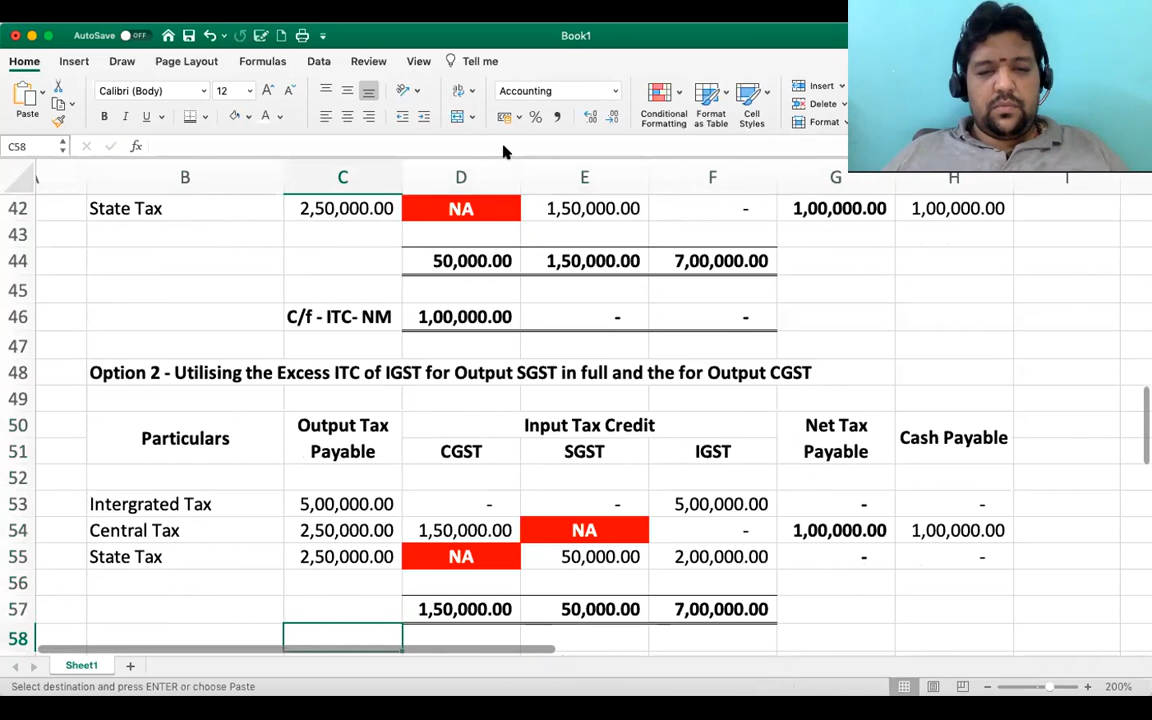 AutoSave OFF Book1
Home Insert Draw Page Layout Formulas Data Review View Tell me
Paste Calibri (Body) 12 Accounting Conditional Formatting Format as Table Cell Styles Insert Delete Format
B I U A %
C58 fx
A B C D E F G H I
42 State Tax 2,50,000.00 NA 1,50,000.00 - 1,00,000.00 1,00,000.00
43
44 50,000.00 1,50,000.00 7,00,000.00
45
46 C/f - ITC- NM 1,00,000.00 - -
47
48 Option 2 - Utilising the Excess ITC of IGST for Output SGST in full and the for Output CGST
49
50 Particulars Output Tax Input Tax Credit Net Tax Cash Payable
51 Payable CGST SGST IGST Payable
52
53 Intergrated Tax 5,00,000.00 - - 5,00,000.00 - -
54 Central Tax 2,50,000.00 1,50,000.00 NA - 1,00,000.00 1,00,000.00
55 State Tax 2,50,000.00 NA 50,000.00 2,00,000.00 - -
56
57 1,50,000.00 50,000.00 7,00,000.00
58
Sheet1 +
Select destination and press ENTER or choose Paste 200%